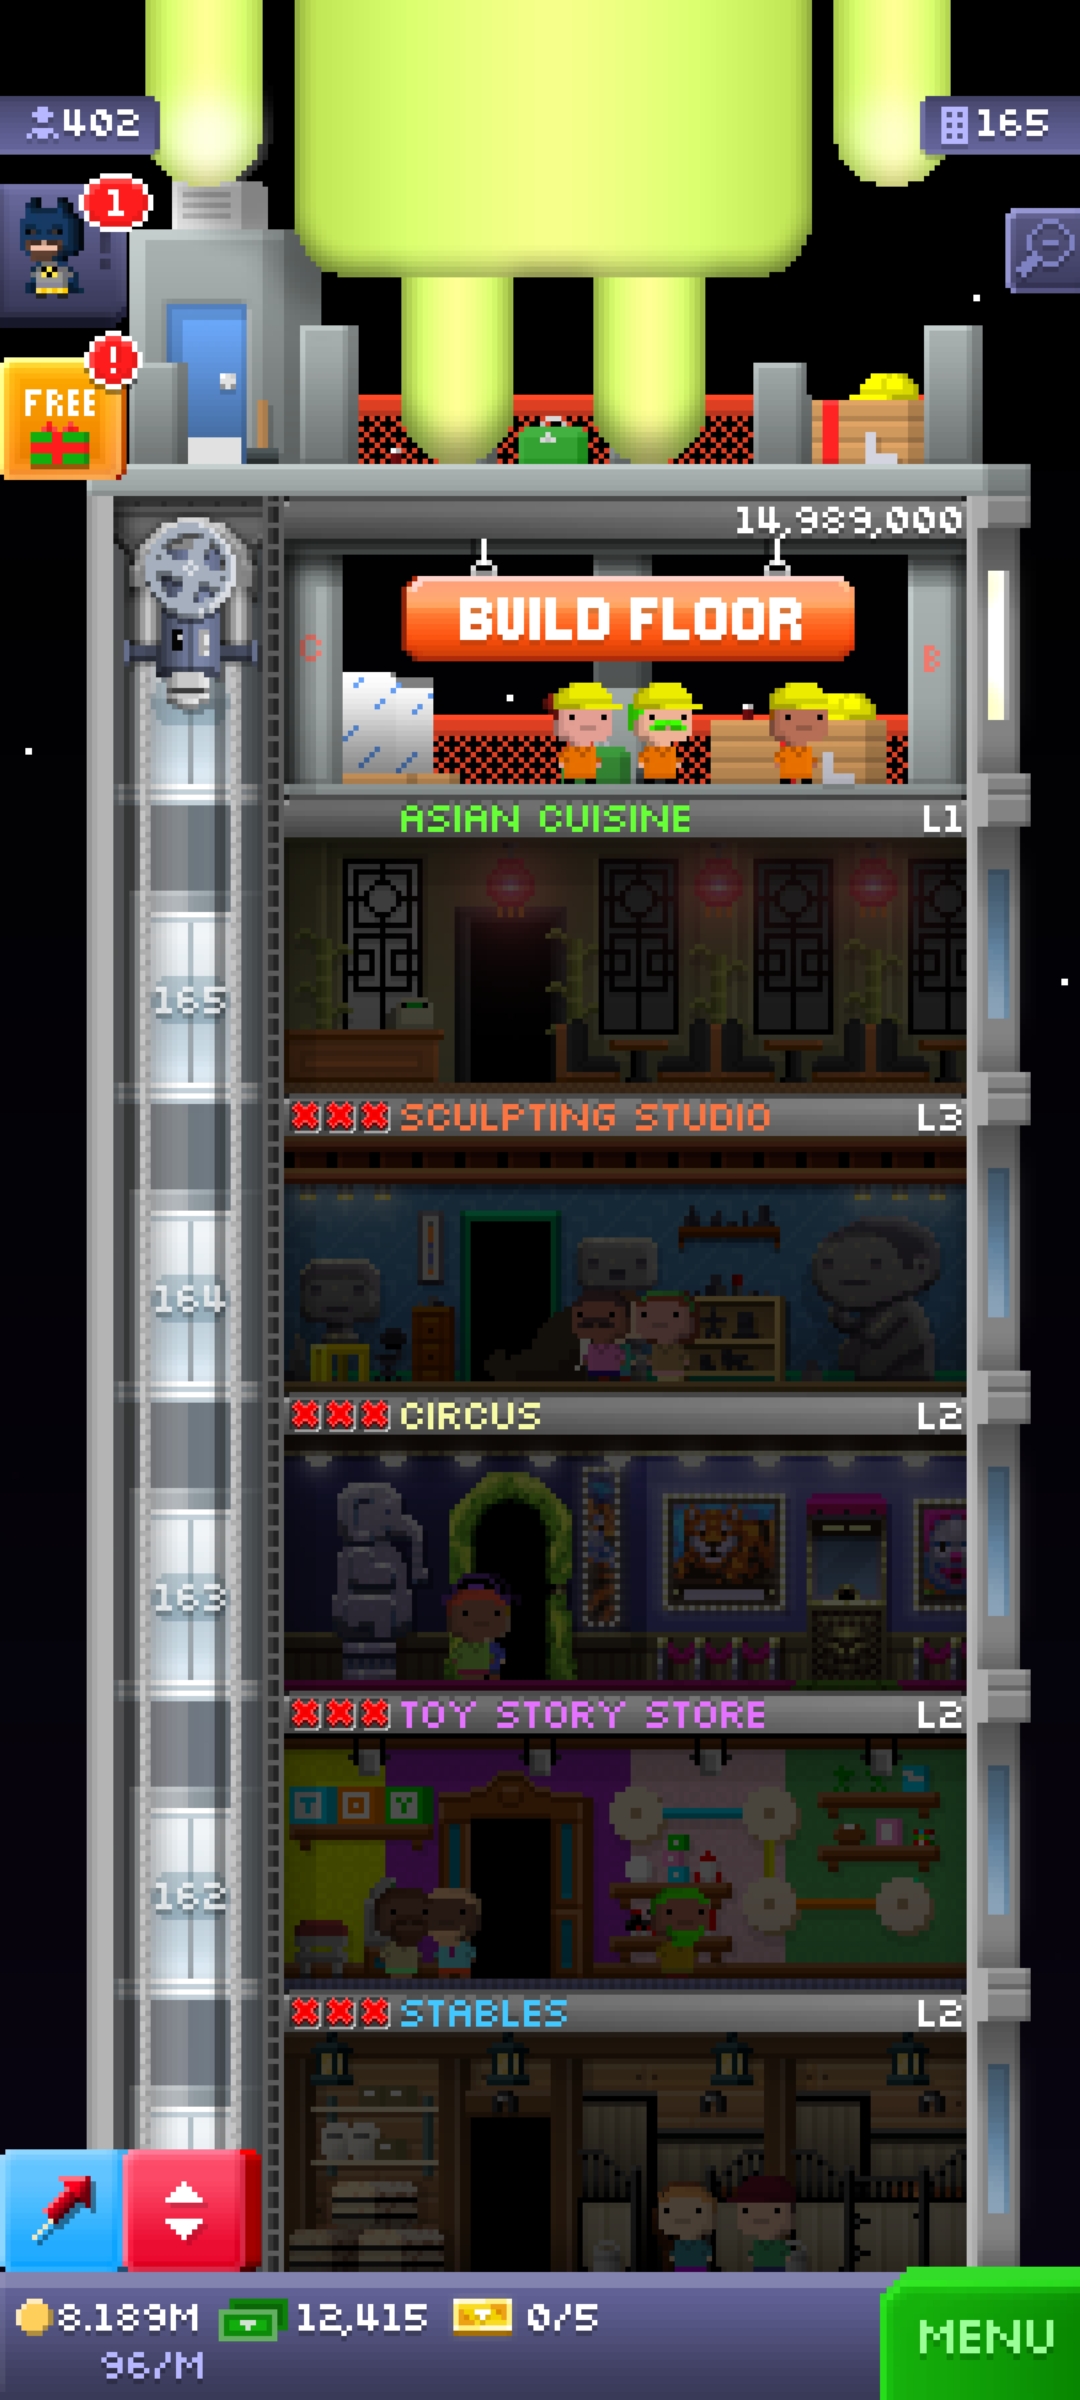 402
165
1
!
FREE
14,989,000
BUILD FLOOR
C
B
ASIAN CUISINE L1
165
SCULPTING STUDIO L3
164
CIRCUS L2
163
TOY STORY STORE L2
TOY
162
STABLES L2
8.189M 12,415 0/5
96/M
MENU